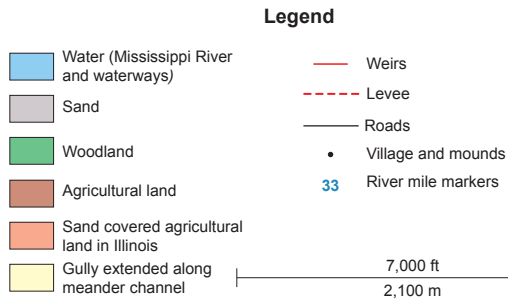 Legend
Water (Mississippi River
and waterways)
Sand
Woodland
Agricultural land
Sand covered agricultural
land in Illinois
Gully extended along
meander channel
Weirs
Levee
Roads
Village and mounds
33 River mile markers
7,000 ft
2,100 m